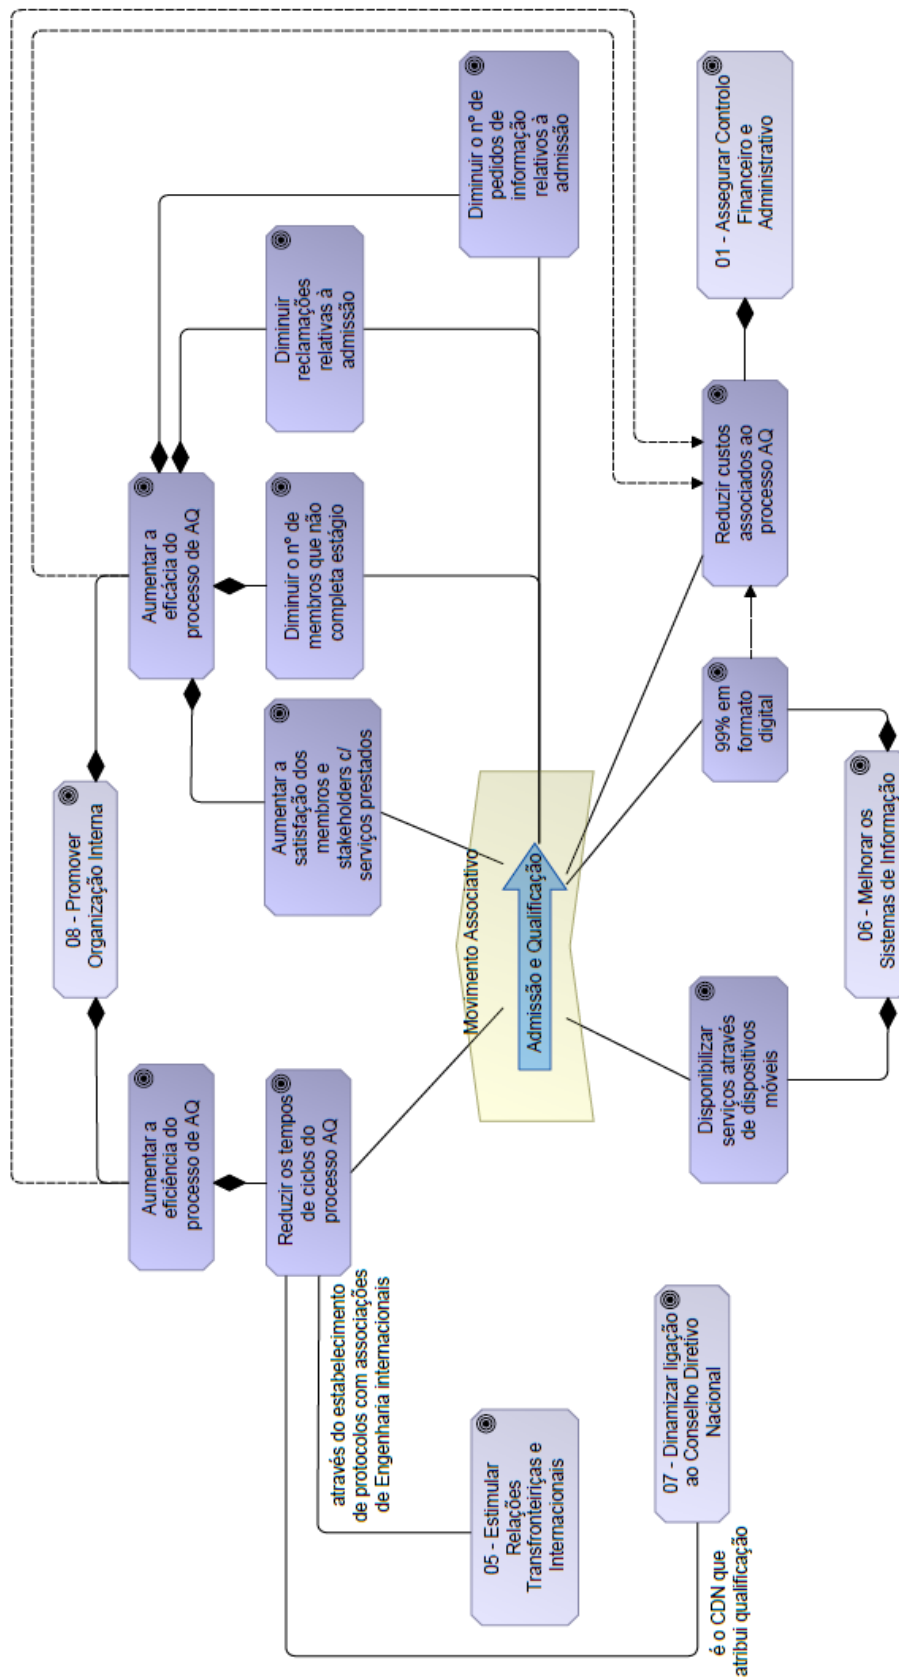 08 - Promover
Organização Interna
Aumentar a
eficiência do
processo de AQ
Aumentar a
eficácia do
processo de AQ
Reduzir os tempos
de ciclos do
processo AQ
Aumentar a
satisfação dos
membros e
stakeholders c/
serviços prestados
Diminuir o nº de
membros que não
completa estágio
Diminuir
reclamações
relativas à
admissão
Diminuir o nº de
pedidos de
informação
relativos à
admissão
através do estabelecimento
de protocolos com associações
de Engenharia internacionais
05 - Estimular
Relações
Transfronteiriças e
Internacionais
Movimento Associativo
Admissão e Qualificação
07 - Dinamizar ligação
ao Conselho Diretivo
Nacional
é o CDN que
atribui qualificação
Disponibilizar
serviços através
de dispositivos
móveis
99% em
formato
digital
Reduzir custos
associados ao
processo AQ
01 - Assegurar Controlo
Financeiro e
Administrativo
06 - Melhorar os
Sistemas de Informação